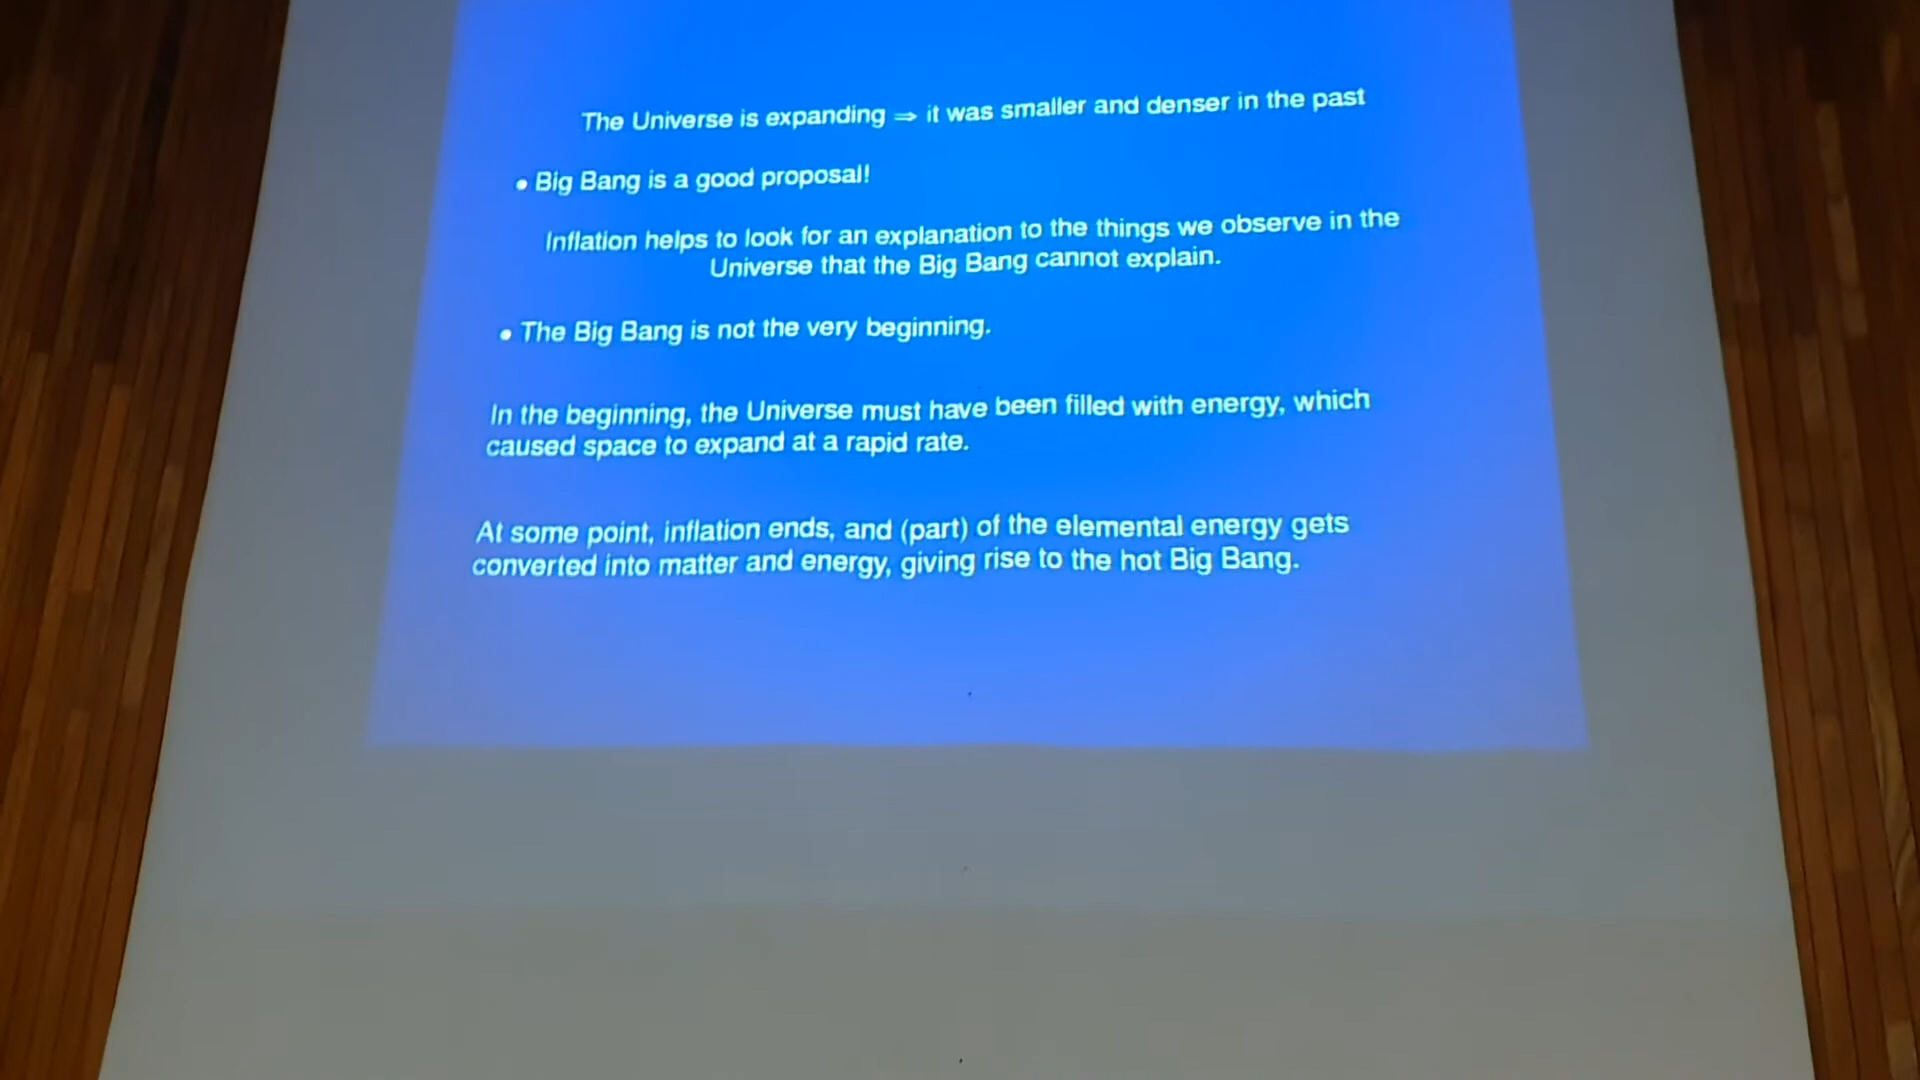 The Universe is expanding ⇒ it was smaller and denser in the past
• Big Bang is a good proposal!
Inflation helps to look for an explanation to the things we observe in the
Universe that the Big Bang cannot explain.
• The Big Bang is not the very beginning.
In the beginning, the Universe must have been filled with energy, which
caused space to expand at a rapid rate.
At some point, inflation ends, and (part) of the elemental energy gets
converted into matter and energy, giving rise to the hot Big Bang.